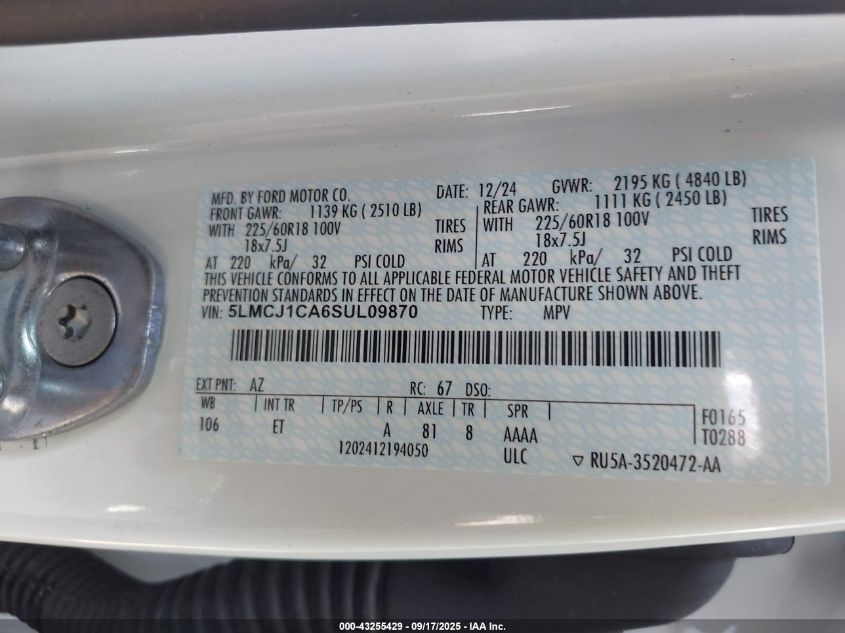 MFD. BY FORD MOTOR CO. DATE: 12/24 GVWR: 2195 KG ( 4840 LB)
FRONT GAWR: 1139 KG ( 2510 LB) REAR GAWR: 1111 KG ( 2450 LB)
WITH 225/60R18 100V TIRES WITH 225/60R18 100V TIRES
18x7.5J RIMS 18x7.5J RIMS
AT 220 kPa/ 32 PSI COLD AT 220 kPa/ 32 PSI COLD
THIS VEHICLE CONFORMS TO ALL APPLICABLE FEDERAL MOTOR VEHICLE SAFETY AND THEFT
PREVENTION STANDARDS IN EFFECT ON THE DATE OF MANUFACTURE SHOWN ABOVE.
VIN: 5LMCJ1CA6SUL09870 TYPE: MPV
EXT PNT: AZ RC: 67 DSO:
WB INT TR TP/PS R AXLE TR SPR F0165
106 ET A 81 8 AAAA T0288
1202412194050 ULC ▽ RU5A-3520472-AA
000-43255429 - 09/17/2025 - IAA Inc.